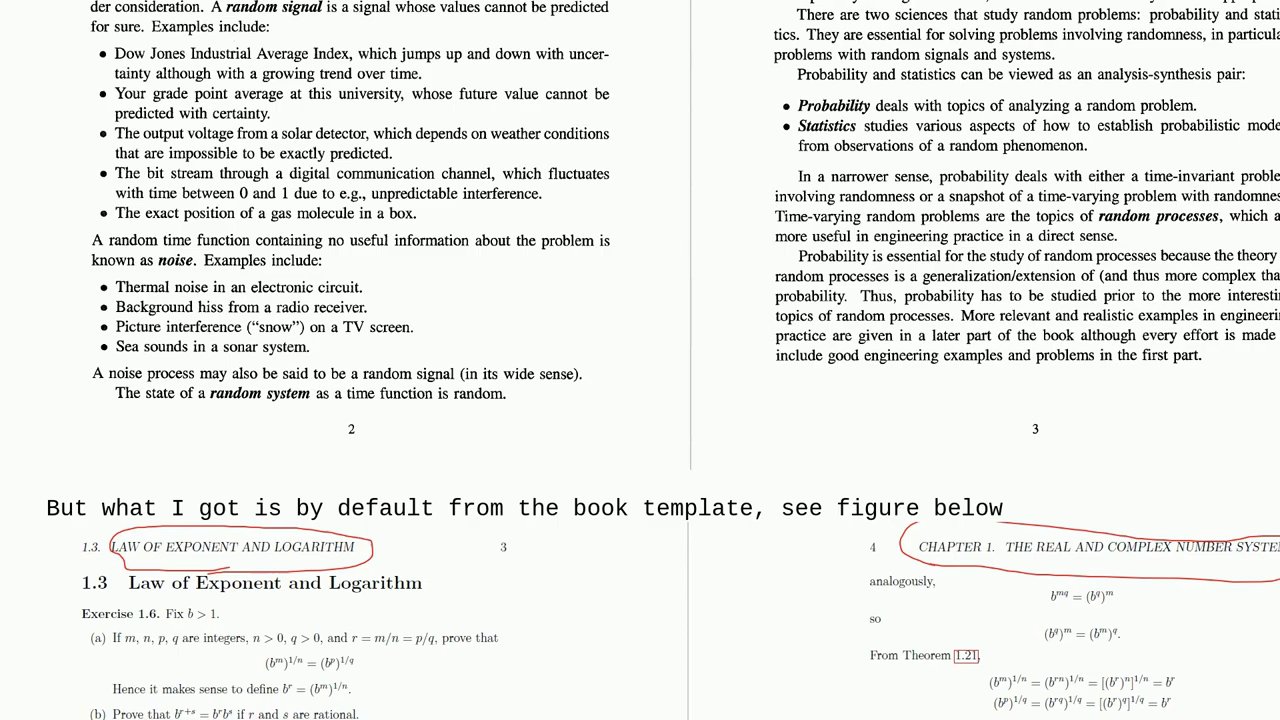 der consideration. A random signal is a signal whose values cannot be predicted
for sure. Examples include:
• Dow Jones Industrial Average Index, which jumps up and down with uncer-
tainty although with a growing trend over time.
• Your grade point average at this university, whose future value cannot be
predicted with certainty.
• The output voltage from a solar detector, which depends on weather conditions
that are impossible to be exactly predicted.
• The bit stream through a digital communication channel, which fluctuates
with time between 0 and 1 due to e.g., unpredictable interference.
• The exact position of a gas molecule in a box.
A random time function containing no useful information about the problem is
known as noise. Examples include:
• Thermal noise in an electronic circuit.
• Background hiss from a radio receiver.
• Picture interference (“snow”) on a TV screen.
• Sea sounds in a sonar system.
A noise process may also be said to be a random signal (in its wide sense).
The state of a random system as a time function is random.
2
There are two sciences that study random problems: probability and stati
tics. They are essential for solving problems involving randomness, in particula
problems with random signals and systems.
Probability and statistics can be viewed as an analysis-synthesis pair:
• Probability deals with topics of analyzing a random problem.
• Statistics studies various aspects of how to establish probabilistic mode
from observations of a random phenomenon.
In a narrower sense, probability deals with either a time-invariant proble
involving randomness or a snapshot of a time-varying problem with randomnes
Time-varying random problems are the topics of random processes, which a
more useful in engineering practice in a direct sense.
Probability is essential for the study of random processes because the theory
random processes is a generalization/extension of (and thus more complex tha
probability. Thus, probability has to be studied prior to the more interestin
topics of random processes. More relevant and realistic examples in engineerin
practice are given in a later part of the book although every effort is made
include good engineering examples and problems in the first part.
3
But what I got is by default from the book template, see figure below
1.3. LAW OF EXPONENT AND LOGARITHM 3
1.3 Law of Exponent and Logarithm
Exercise 1.6. Fix b > 1.
(a) If m, n, p, q are integers, n > 0, q > 0, and r = m/n = p/q, prove that
(b^m)^{1/n} = (b^p)^{1/q}
Hence it makes sense to define b^r = (b^m)^{1/n}.
(b) Prove that b^{r+s} = b^r b^s if r and s are rational.
4 CHAPTER 1. THE REAL AND COMPLEX NUMBER SYSTE
analogously,
b^{mq} = (b^q)^m
so
(b^q)^m = (b^m)^q.
From Theorem 1.21,
(b^m)^{1/n} = (b^{rn})^{1/n} = [(b^r)^n]^{1/n} = b^r
(b^p)^{1/q} = (b^{rq})^{1/q} = [(b^r)^q]^{1/q} = b^r